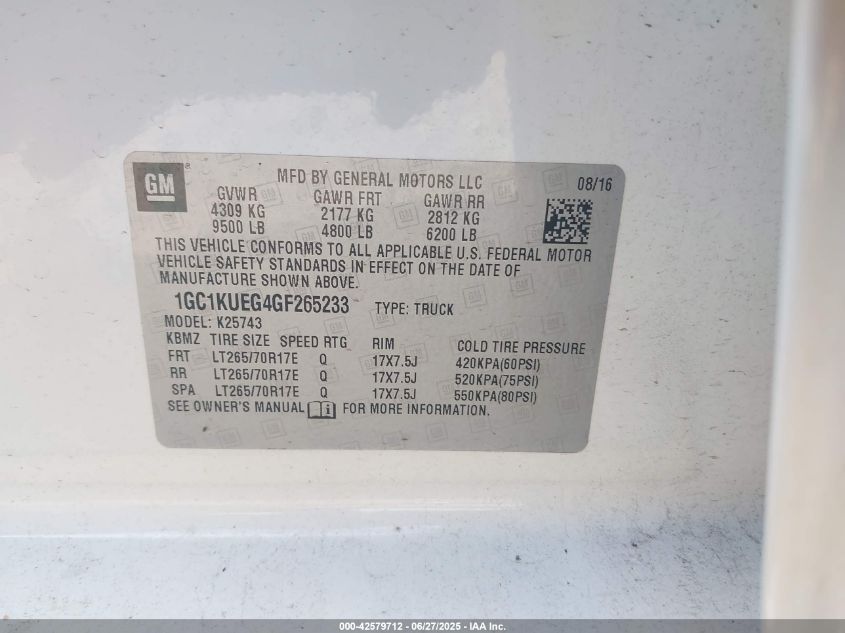 GM ®
MFD BY GENERAL MOTORS LLC 08/16
GVWR GAWR FRT GAWR RR
4309 KG 2177 KG 2812 KG
9500 LB 4800 LB 6200 LB
THIS VEHICLE CONFORMS TO ALL APPLICABLE U.S. FEDERAL MOTOR
VEHICLE SAFETY STANDARDS IN EFFECT ON THE DATE OF
MANUFACTURE SHOWN ABOVE.
1GC1KUEG4GF265233 TYPE: TRUCK
MODEL: K25743
KBMZ TIRE SIZE SPEED RTG RIM COLD TIRE PRESSURE
FRT LT265/70R17E Q 17X7.5J 420KPA(60PSI)
RR LT265/70R17E Q 17X7.5J 520KPA(75PSI)
SPA LT265/70R17E Q 17X7.5J 550KPA(80PSI)
SEE OWNER'S MANUAL FOR MORE INFORMATION.
000-42579712 - 06/27/2025 - IAA Inc.